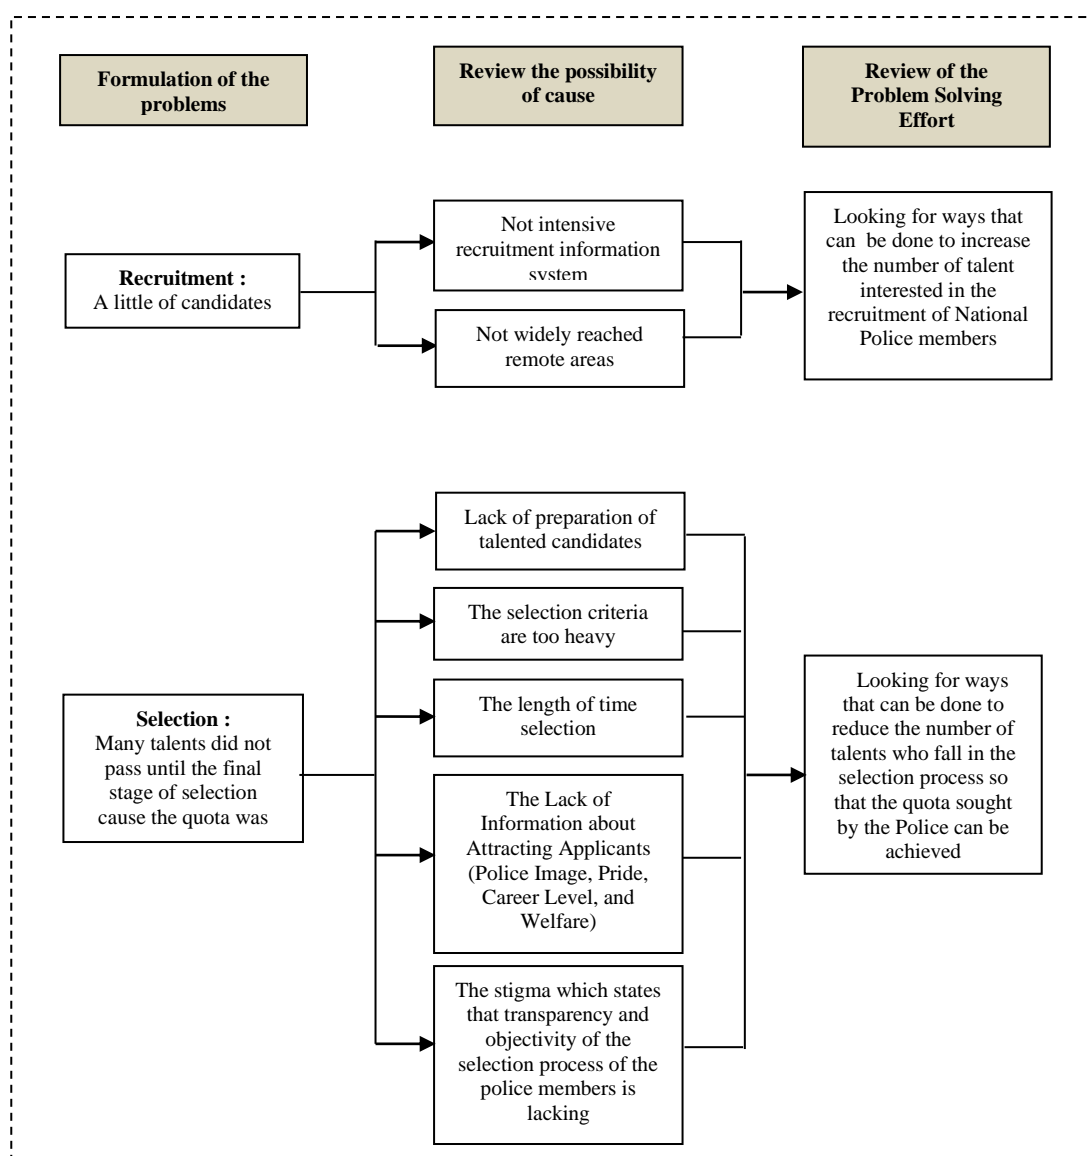 Formulation of the
problems
Review the possibility
of cause
Review of the
Problem Solving
Effort
Recruitment :
A little of candidates
Not intensive
recruitment information
system
Not widely reached
remote areas
Looking for ways that
can be done to increase
the number of talent
interested in the
recruitment of National
Police members
Selection :
Many talents did not
pass until the final
stage of selection
cause the quota was
Lack of preparation of
talented candidates
The selection criteria
are too heavy
The length of time
selection
The Lack of
Information about
Attracting Applicants
(Police Image, Pride,
Career Level, and
Welfare)
The stigma which states
that transparency and
objectivity of the
selection process of the
police members is
lacking
Looking for ways
that can be done to
reduce the number of
talents who fall in the
selection process so
that the quota sought
by the Police can be
achieved